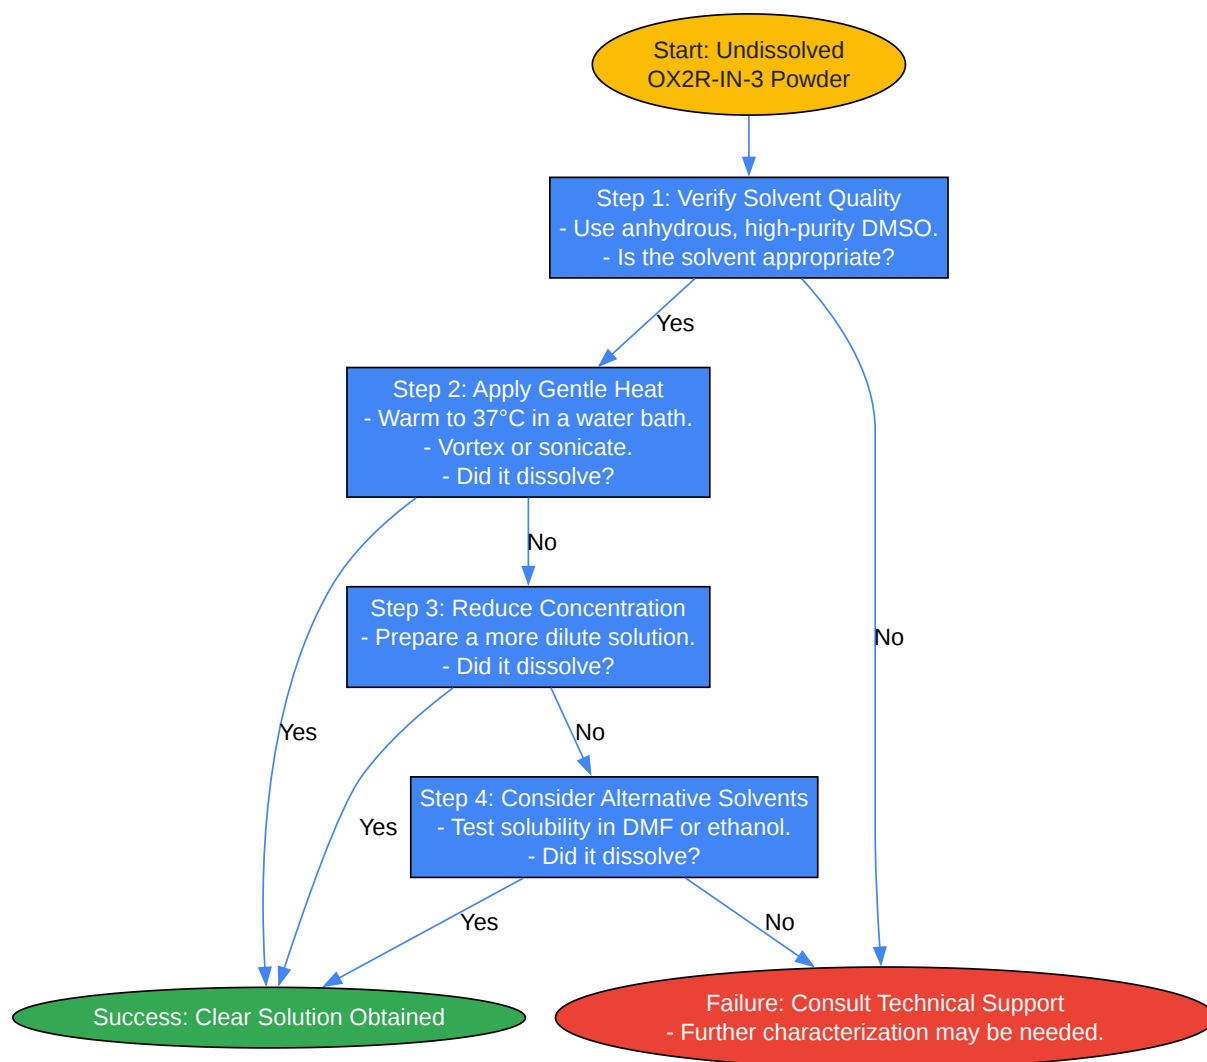 Start: Undissolved
OX2R-IN-3 Powder
Step 1: Verify Solvent Quality
- Use anhydrous, high-purity DMSO.
- Is the solvent appropriate?
Yes
Step 2: Apply Gentle Heat
- Warm to 37°C in a water bath.
- Vortex or sonicate.
- Did it dissolve?
No
Step 3: Reduce Concentration
- Prepare a more dilute solution.
- Did it dissolve?
No
Yes
No
Yes
Step 4: Consider Alternative Solvents
- Test solubility in DMF or ethanol.
- Did it dissolve?
Yes
No
Success: Clear Solution Obtained
Failure: Consult Technical Support
- Further characterization may be needed.